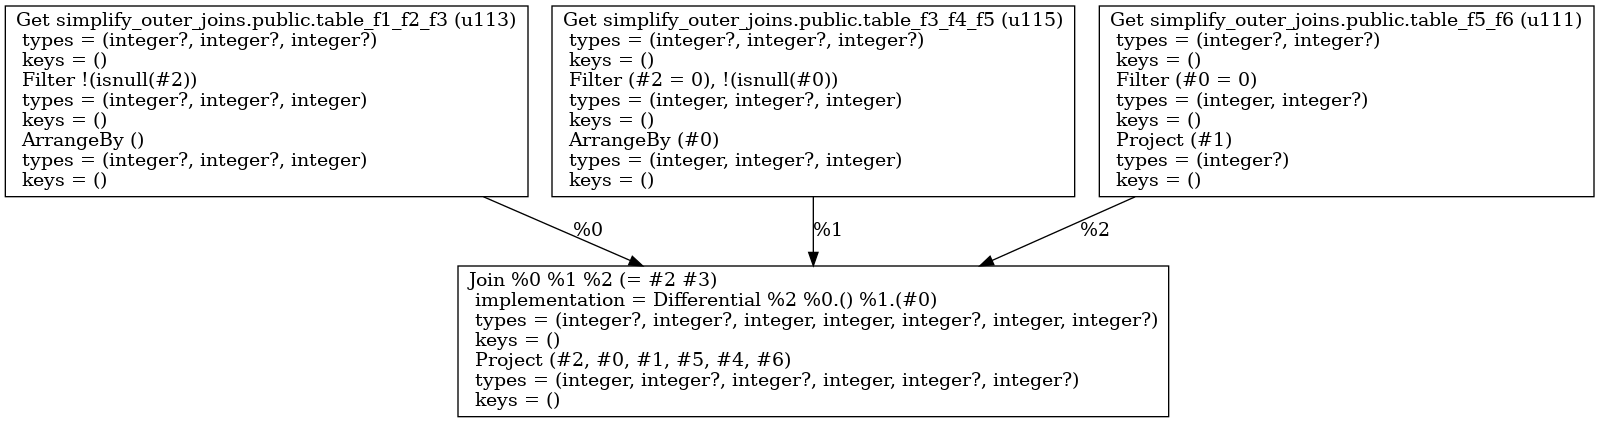 Get simplify_outer_joins.public.table_f1_f2_f3 (u113)
types = (integer?, integer?, integer?)
keys = ()
Filter !(isnull(#2))
types = (integer?, integer?, integer)
keys = ()
ArrangeBy ()
types = (integer?, integer?, integer)
keys = ()
Get simplify_outer_joins.public.table_f3_f4_f5 (u115)
types = (integer?, integer?, integer?)
keys = ()
Filter (#2 = 0), !(isnull(#0))
types = (integer, integer?, integer)
keys = ()
ArrangeBy (#0)
types = (integer, integer?, integer)
keys = ()
Get simplify_outer_joins.public.table_f5_f6 (u111)
types = (integer?, integer?)
keys = ()
Filter (#0 = 0)
types = (integer, integer?)
keys = ()
Project (#1)
types = (integer?)
keys = ()
%0
%1
%2
Join %0 %1 %2 (= #2 #3)
implementation = Differential %2 %0.() %1.(#0)
types = (integer?, integer?, integer, integer, integer?, integer, integer?)
keys = ()
Project (#2, #0, #1, #5, #4, #6)
types = (integer, integer?, integer?, integer, integer?, integer?)
keys = ()